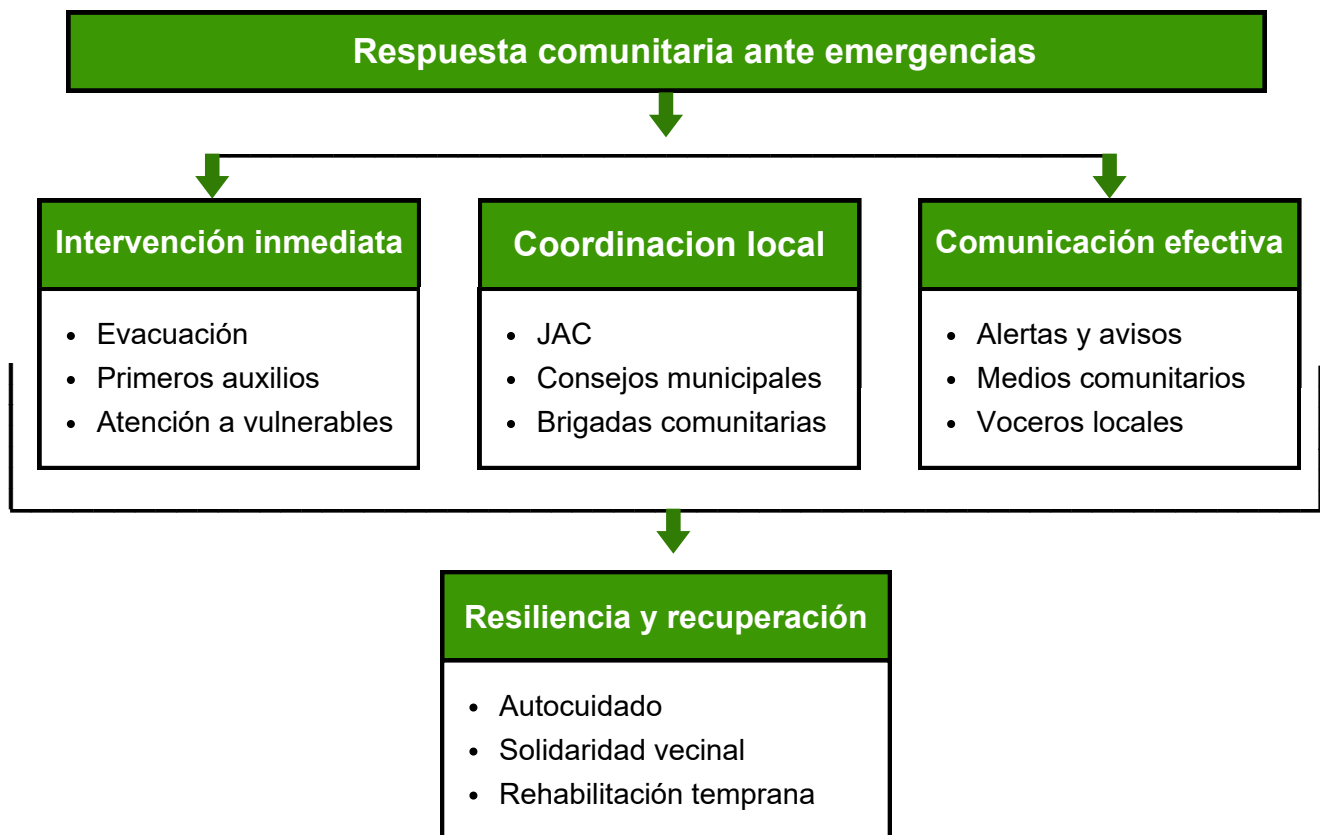 Respuesta comunitaria ante emergencias
Intervención inmediata
• Evacuación
• Primeros auxilios
• Atención a vulnerables
Coordinacion local
• JAC
• Consejos municipales
• Brigadas comunitarias
Comunicación efectiva
• Alertas y avisos
• Medios comunitarios
• Voceros locales
Resiliencia y recuperación
• Autocuidado
• Solidaridad vecinal
• Rehabilitación temprana